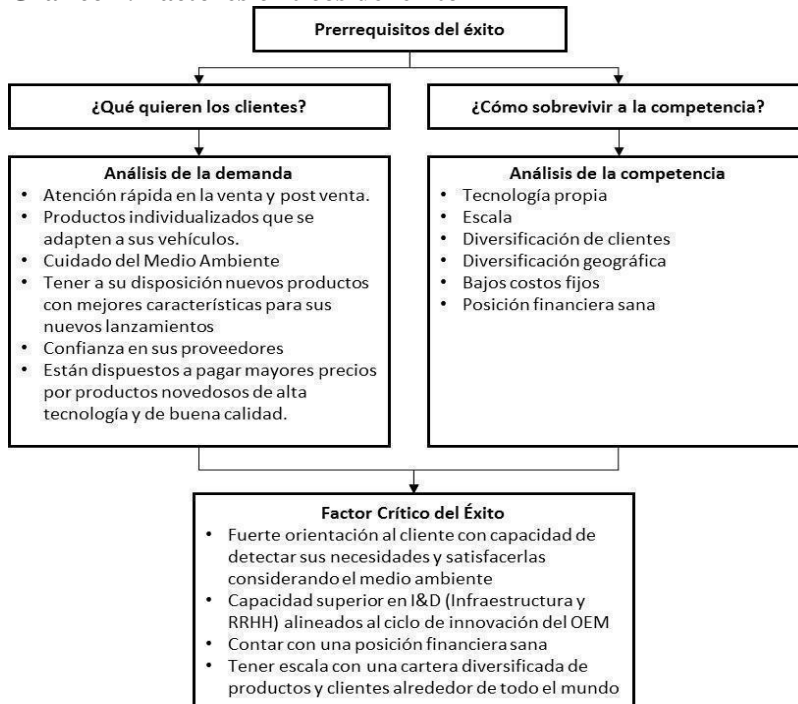 Prerrequisitos del éxito
¿Qué quieren los clientes?
¿Cómo sobrevivir a la competencia?
Análisis de la demanda
• Atención rápida en la venta y post venta.
• Productos individualizados que se
adapten a sus vehículos.
• Cuidado del Medio Ambiente
• Tener a su disposición nuevos productos
con mejores características para sus
nuevos lanzamientos
• Confianza en sus proveedores
• Están dispuestos a pagar mayores precios
por productos novedosos de alta
tecnología y de buena calidad.
Análisis de la competencia
• Tecnología propia
• Escala
• Diversificación de clientes
• Diversificación geográfica
• Bajos costos fijos
• Posición financiera sana
Factor Crítico del Éxito
• Fuerte orientación al cliente con capacidad de
detectar sus necesidades y satisfacerlas
considerando el medio ambiente
• Capacidad superior en I&D (Infraestructura y
RRHH) alineados al ciclo de innovación del OEM
• Contar con una posición financiera sana
• Tener escala con una cartera diversificada de
productos y clientes alrededor de todo el mundo